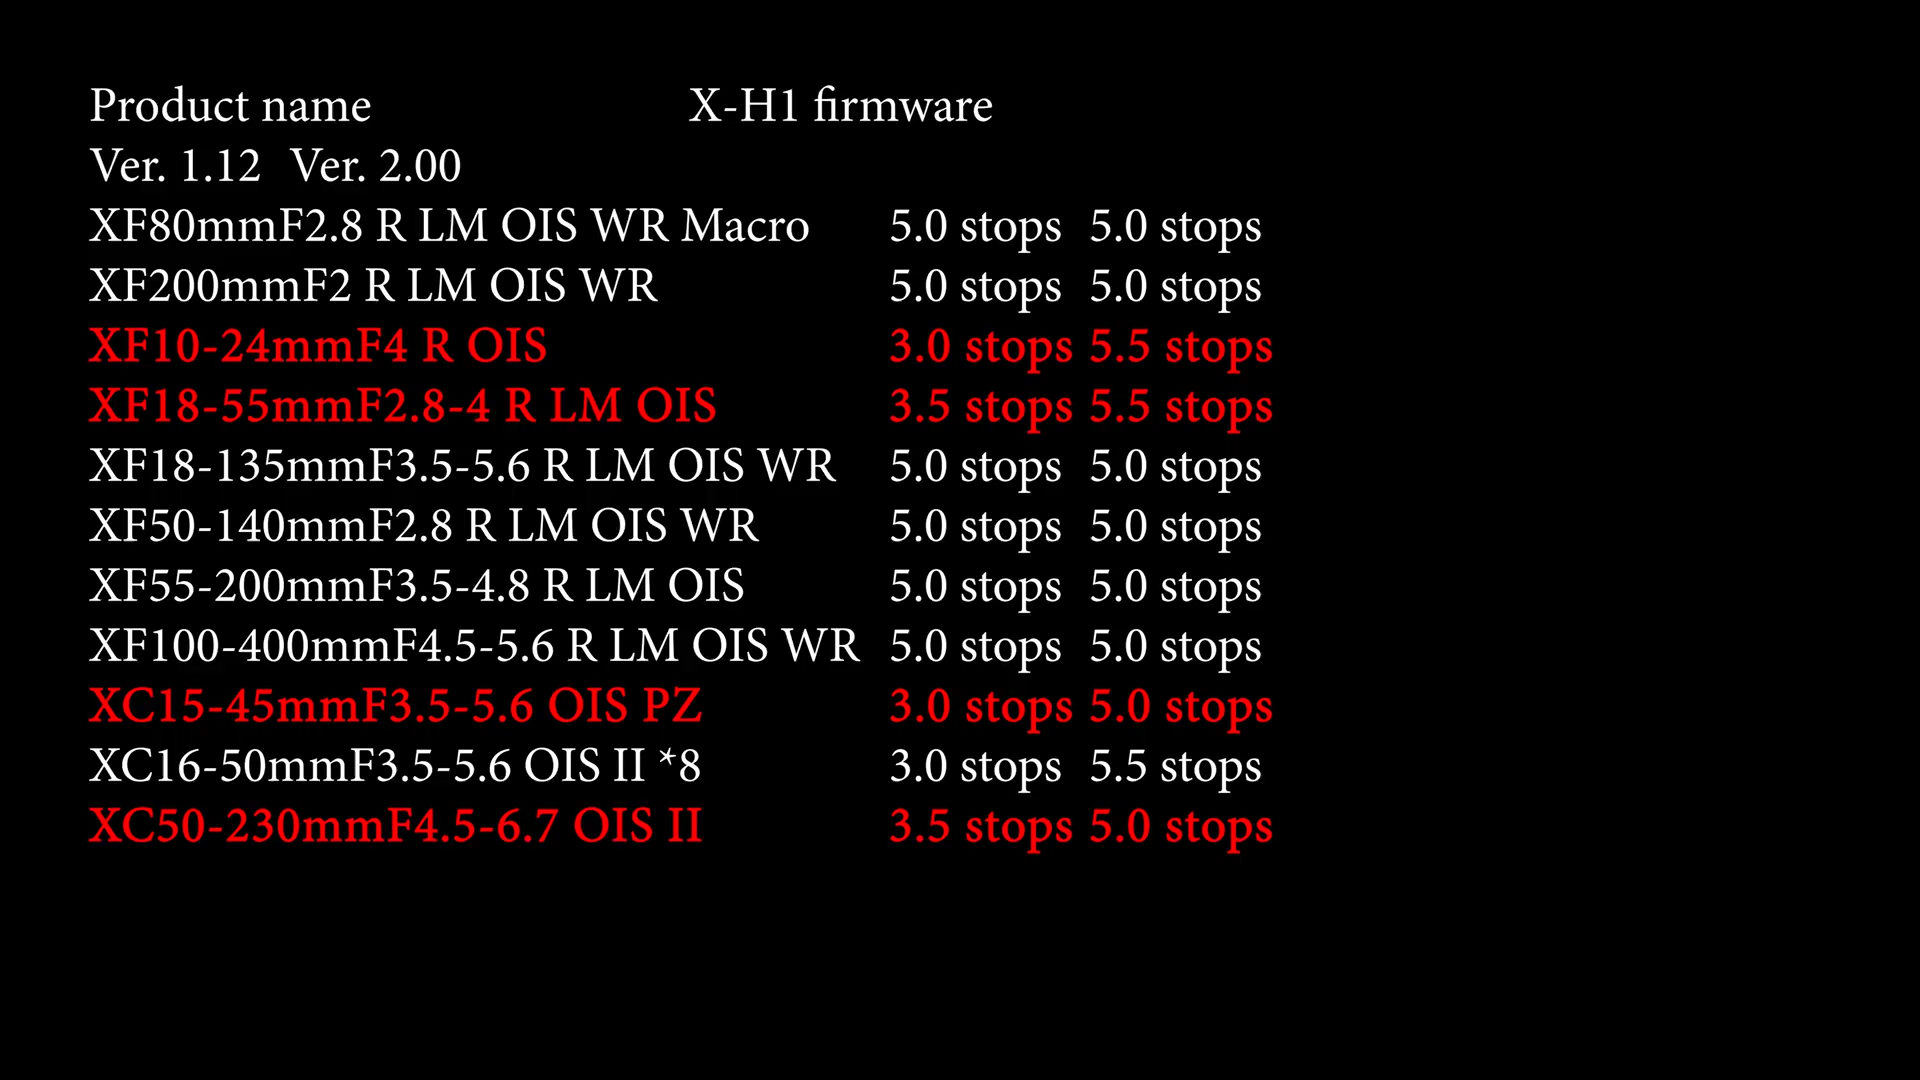 Product name X-H1 firmware
Ver. 1.12 Ver. 2.00
XF80mmF2.8 R LM OIS WR Macro 5.0 stops 5.0 stops
XF200mmF2 R LM OIS WR 5.0 stops 5.0 stops
XF10-24mmF4 R OIS 3.0 stops 5.5 stops
XF18-55mmF2.8-4 R LM OIS 3.5 stops 5.5 stops
XF18-135mmF3.5-5.6 R LM OIS WR 5.0 stops 5.0 stops
XF50-140mmF2.8 R LM OIS WR 5.0 stops 5.0 stops
XF55-200mmF3.5-4.8 R LM OIS 5.0 stops 5.0 stops
XF100-400mmF4.5-5.6 R LM OIS WR 5.0 stops 5.0 stops
XC15-45mmF3.5-5.6 OIS PZ 3.0 stops 5.0 stops
XC16-50mmF3.5-5.6 OIS II *8 3.0 stops 5.5 stops
XC50-230mmF4.5-6.7 OIS II 3.5 stops 5.0 stops